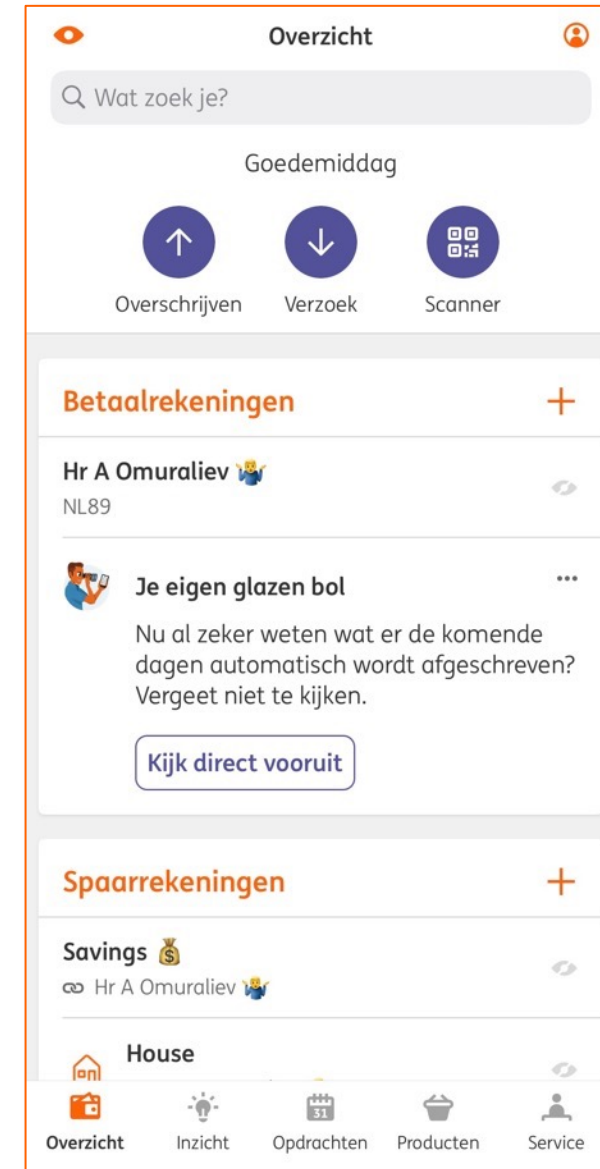 Overzicht
Wat zoek je?
Goedemiddag
Overschrijven Verzoek Scanner
Betaalrekeningen
Hr A Omuraliev 🤷‍♂️
NL89
Je eigen glazen bol
Nu al zeker weten wat er de komende
dagen automatisch wordt afgeschreven?
Vergeet niet te kijken.
Kijk direct vooruit
Spaarrekeningen
Savings 💰
Hr A Omuraliev 🤷‍♂️
House
31
Overzicht Inzicht Opdrachten Producten Service